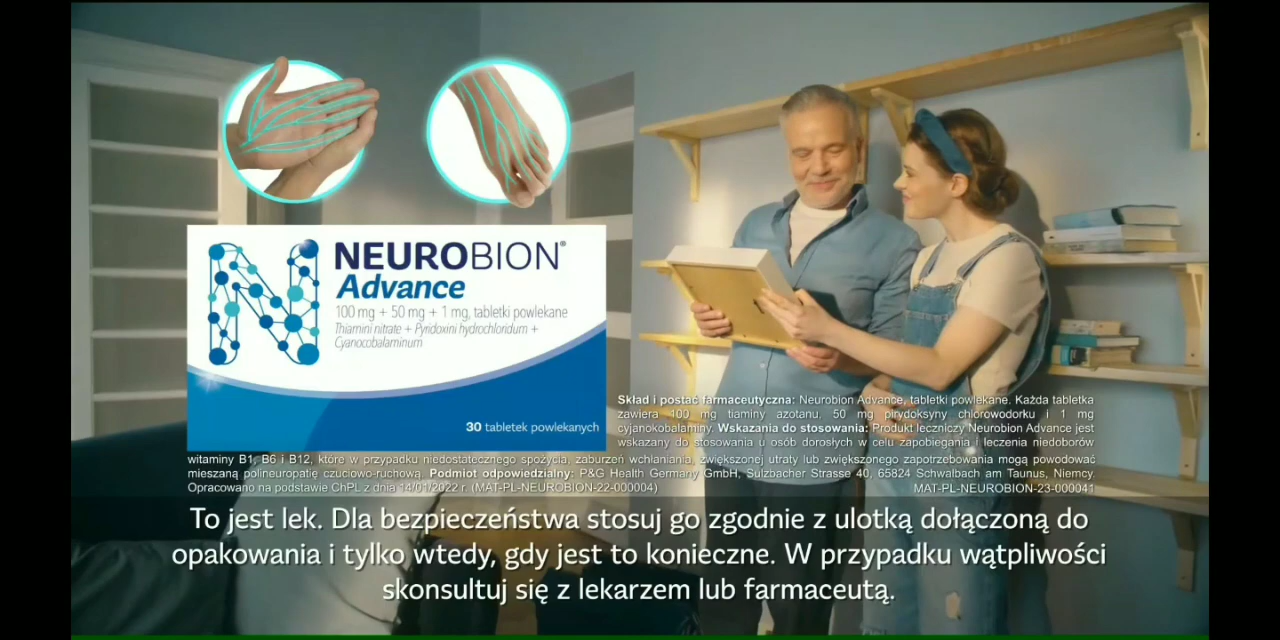 NEUROBION®
Advance
100 mg + 50 mg + 1 mg, tabletki powlekane
Thiamini nitrate + Pyridoxini hydrochloridum +
Cyanocobalaminum
30 tabletek powlekanych
Skład i postać farmaceutyczna: Neurobion Advance, tabletki powlekane. Każda tabletka
zawiera 100 mg tiaminy azotanu, 50 mg pirydoksyny chlorowodorku i 1 mg
cyjanokobalaminy. Wskazania do stosowania: Produkt leczniczy Neurobion Advance jest
wskazany do stosowania u osób dorosłych w celu zapobiegania i leczenia niedoborów
witaminy B1, B6 i B12, które w przypadku niedostatecznego spożycia, zaburzeń wchłaniania, zwiększonej utraty lub zwiększonego zapotrzebowania mogą powodować
mieszaną polineuropatię czuciowo-ruchową. Podmiot odpowiedzialny: P&G Health Germany GmbH, Sulzbacher Strasse 40, 65824 Schwalbach am Taunus, Niemcy.
Opracowano na podstawie ChPL z dnia 14/01/2022 r. (MAT-PL-NEUROBION-22-000004) MAT-PL-NEUROBION-23-000041
To jest lek. Dla bezpieczeństwa stosuj go zgodnie z ulotką dołączoną do
opakowania i tylko wtedy, gdy jest to konieczne. W przypadku wątpliwości
skonsultuj się z lekarzem lub farmaceutą.